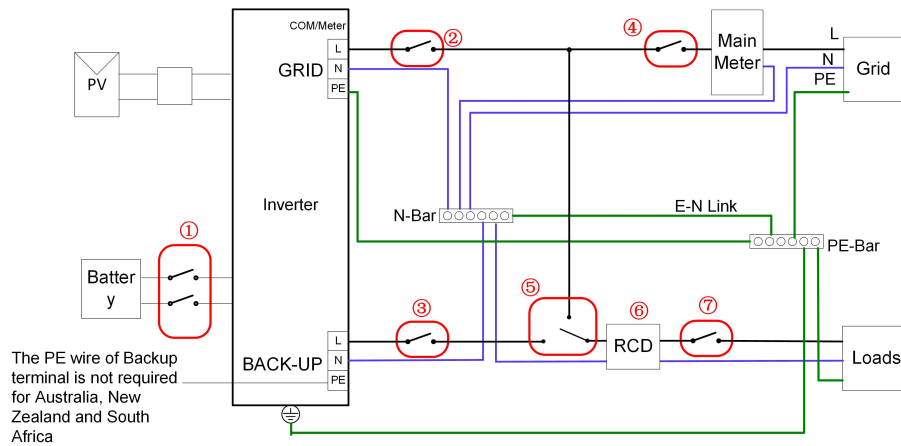 COM/Meter
L
②
④
Main
Meter
L
N
GRID
N
PE
PE
Grid
PV
Inverter
N-Bar
E-N Link
PE-Bar
①
Batter
y
③
⑤
⑥
⑦
L
N
PE
BACK-UP
RCD
Loads
The PE wire of Backup
terminal is not required
for Australia, New
Zealand and South
Africa